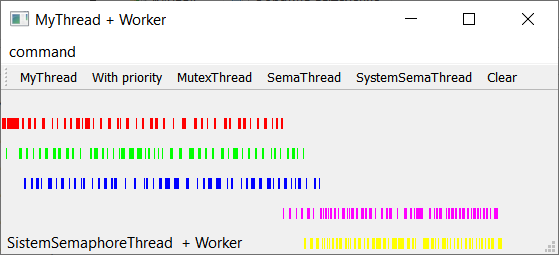 MyThread + Worker
command
MyThread With priority MutexThread SemaThread SystemSemaThread Clear
SistemSemaphoreThread + Worker